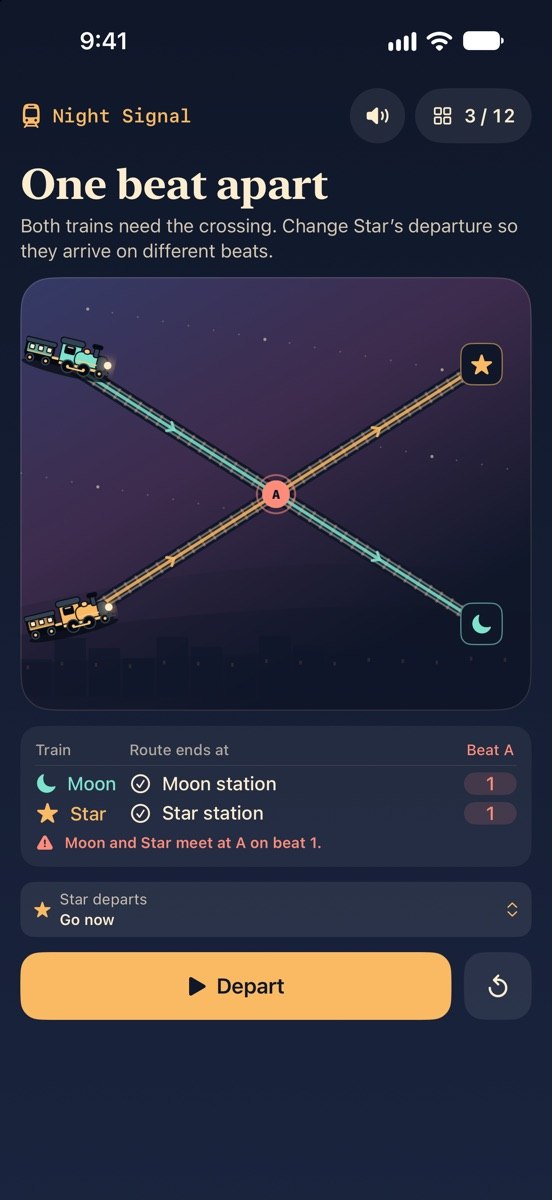 9:41
Night Signal
3 / 12
One beat apart
Both trains need the crossing. Change Star’s departure so
they arrive on different beats.
A
Train Route ends at Beat A
Moon Moon station 1
Star Star station 1
Moon and Star meet at A on beat 1.
Star departs
Go now
Depart